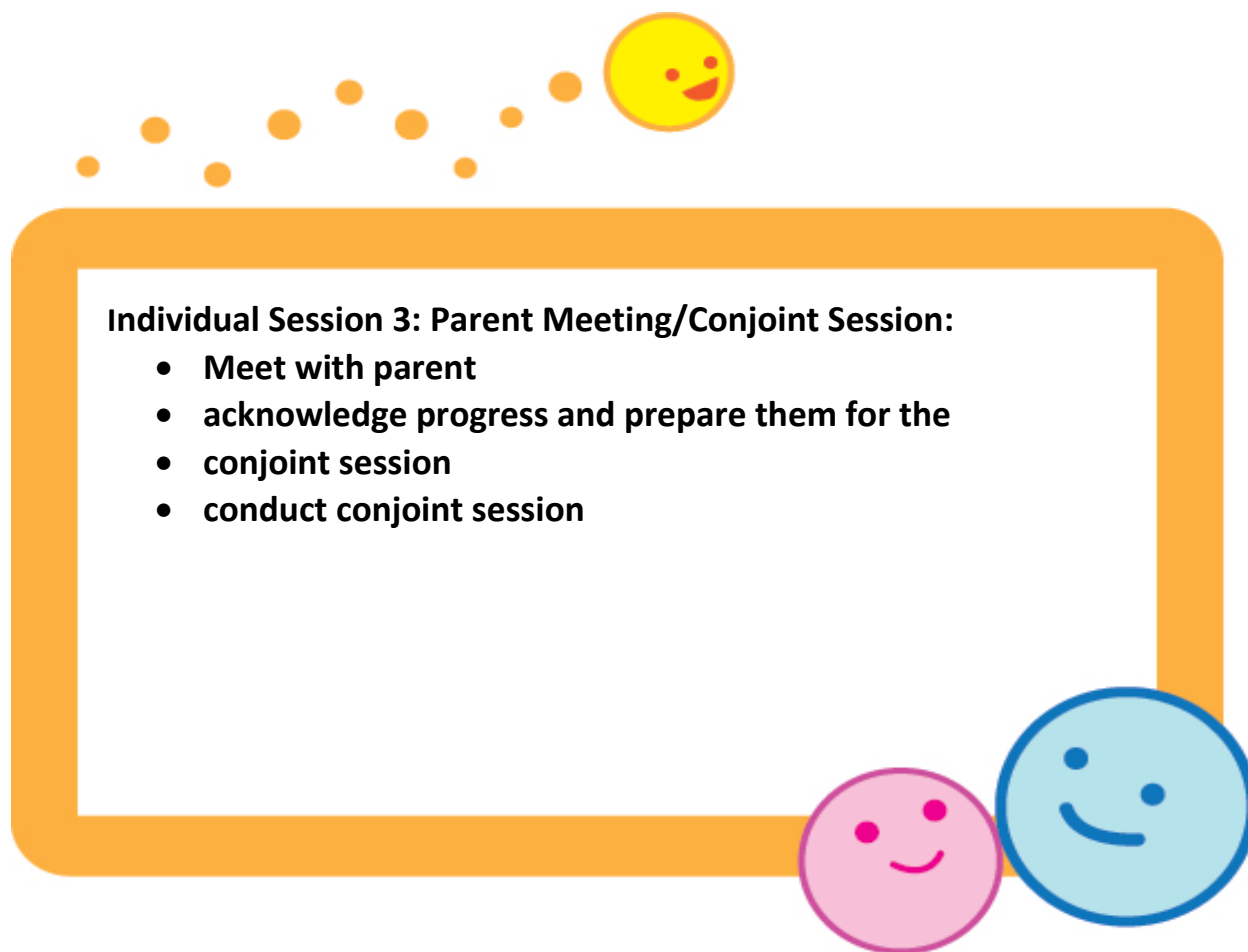 Individual Session 3: Parent Meeting/Conjoint Session:
• Meet with parent
• acknowledge progress and prepare them for the
• conjoint session
• conduct conjoint session